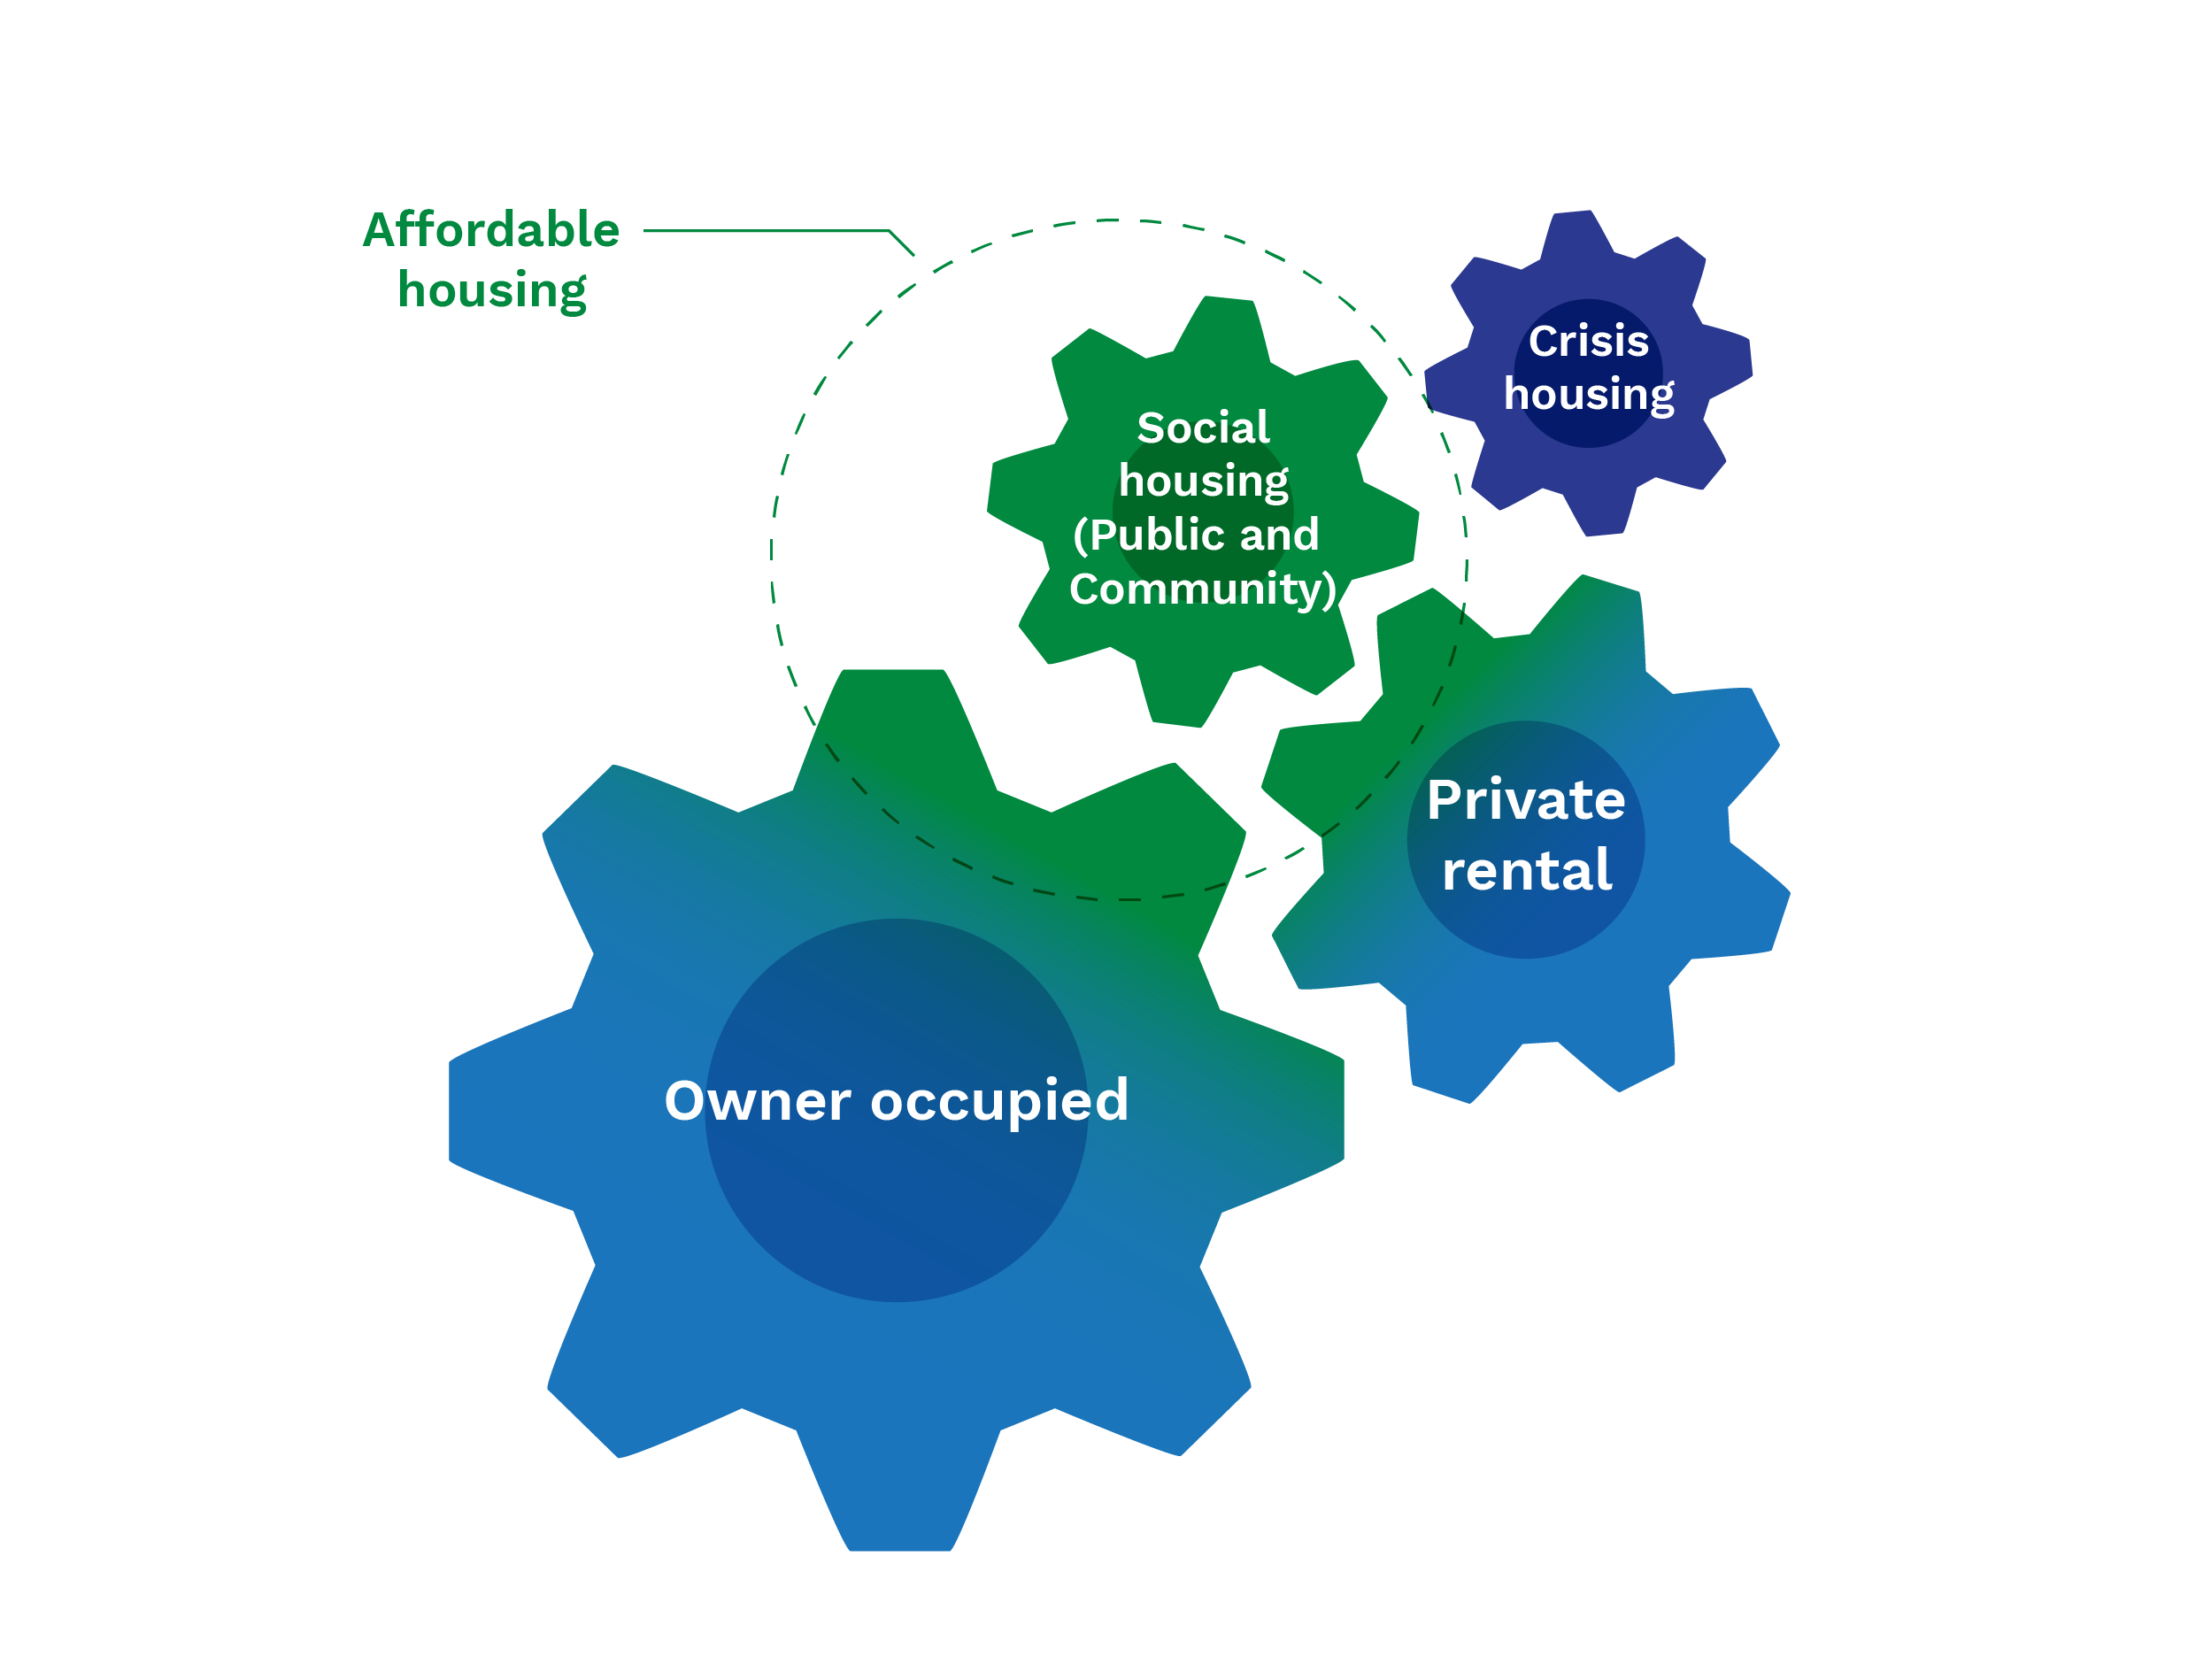 Affordable
housing
Crisis
housing
Social
housing
(Public and
Community)
Private
rental
Owner occupied